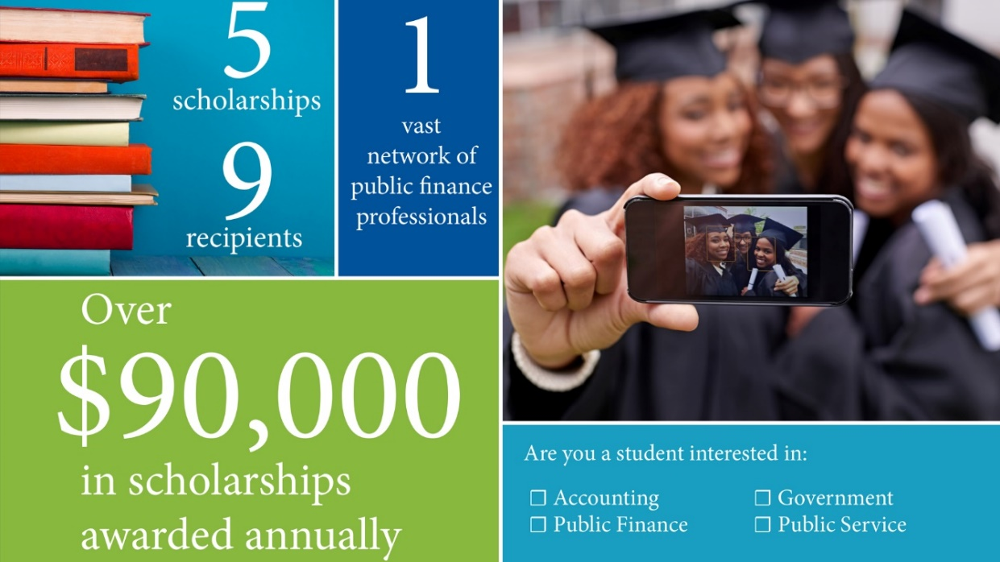 5
scholarships
9
recipients
1
vast
network of
public finance
professionals
Over
$90,000
in scholarships
awarded annually
Are you a student interested in:
☐ Accounting
☐ Public Finance
☐ Government
☐ Public Service